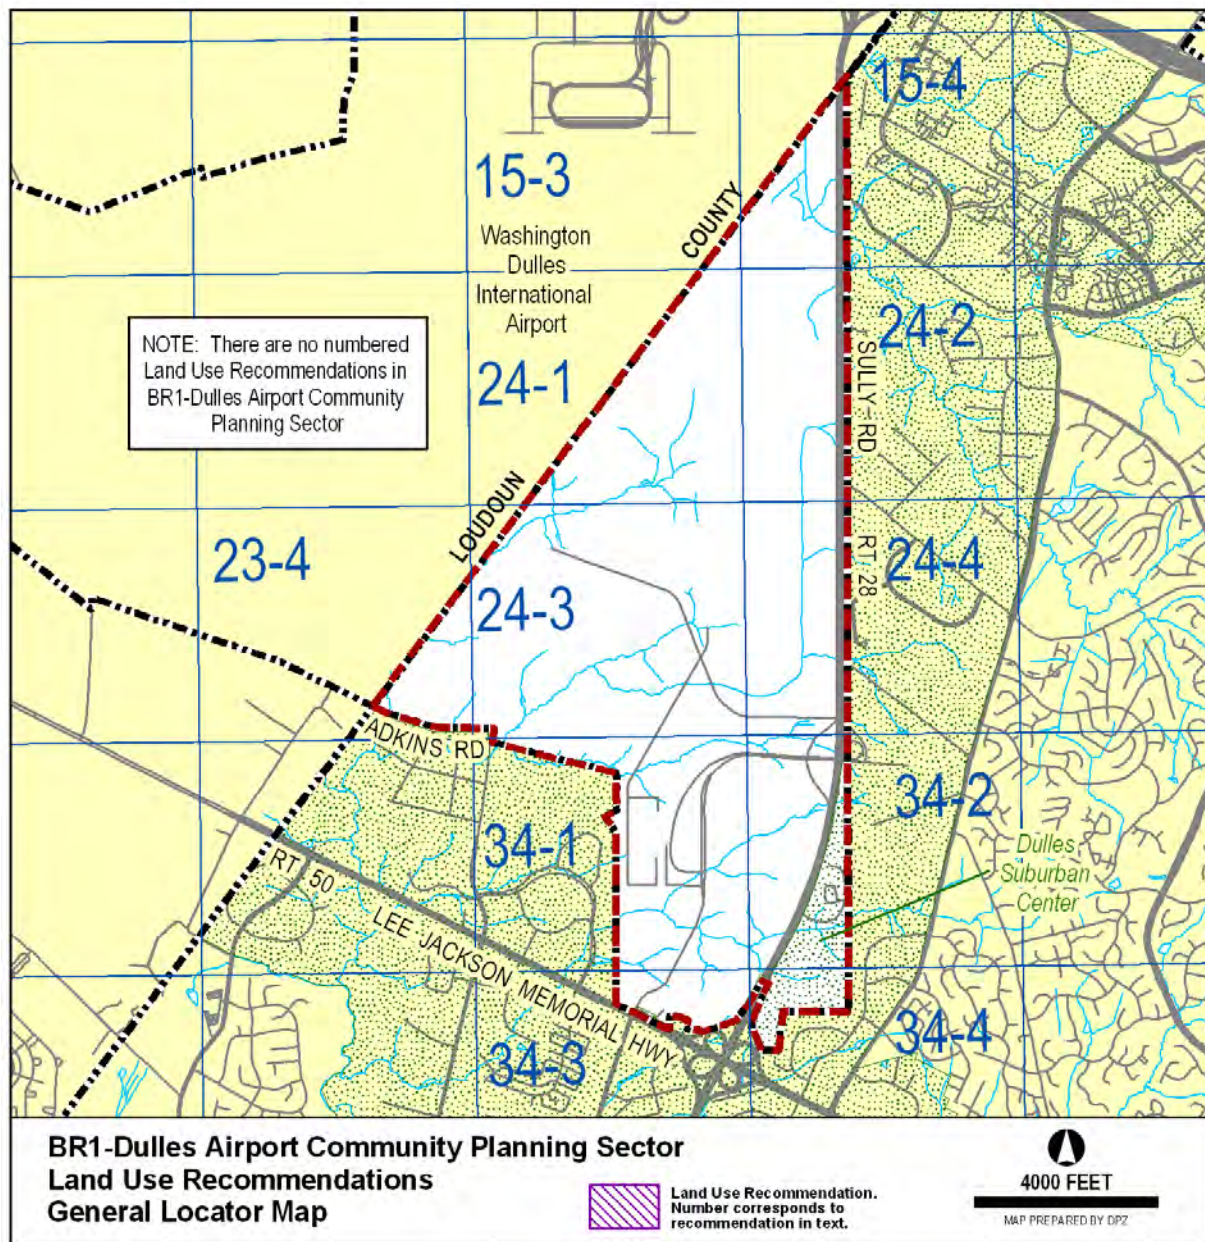 15-4
15-3
COUNTY
Washington
Dulles
International
Airport
NOTE: There are no numbered
Land Use Recommendations in
BR1-Dulles Airport Community
Planning Sector
24-1
24-2
SULLY RD
LOUDOUN
23-4
24-3
RT 28
24-4
ADKINS RD
34-1
34-2
Dulles
Suburban
Center
RT 50
LEE JACKSON MEMORIAL HWY
34-3
34-4
BR1-Dulles Airport Community Planning Sector
Land Use Recommendations
General Locator Map
Land Use Recommendation.
Number corresponds to
recommendation in text.
4000 FEET
MAP PREPARED BY DPZ